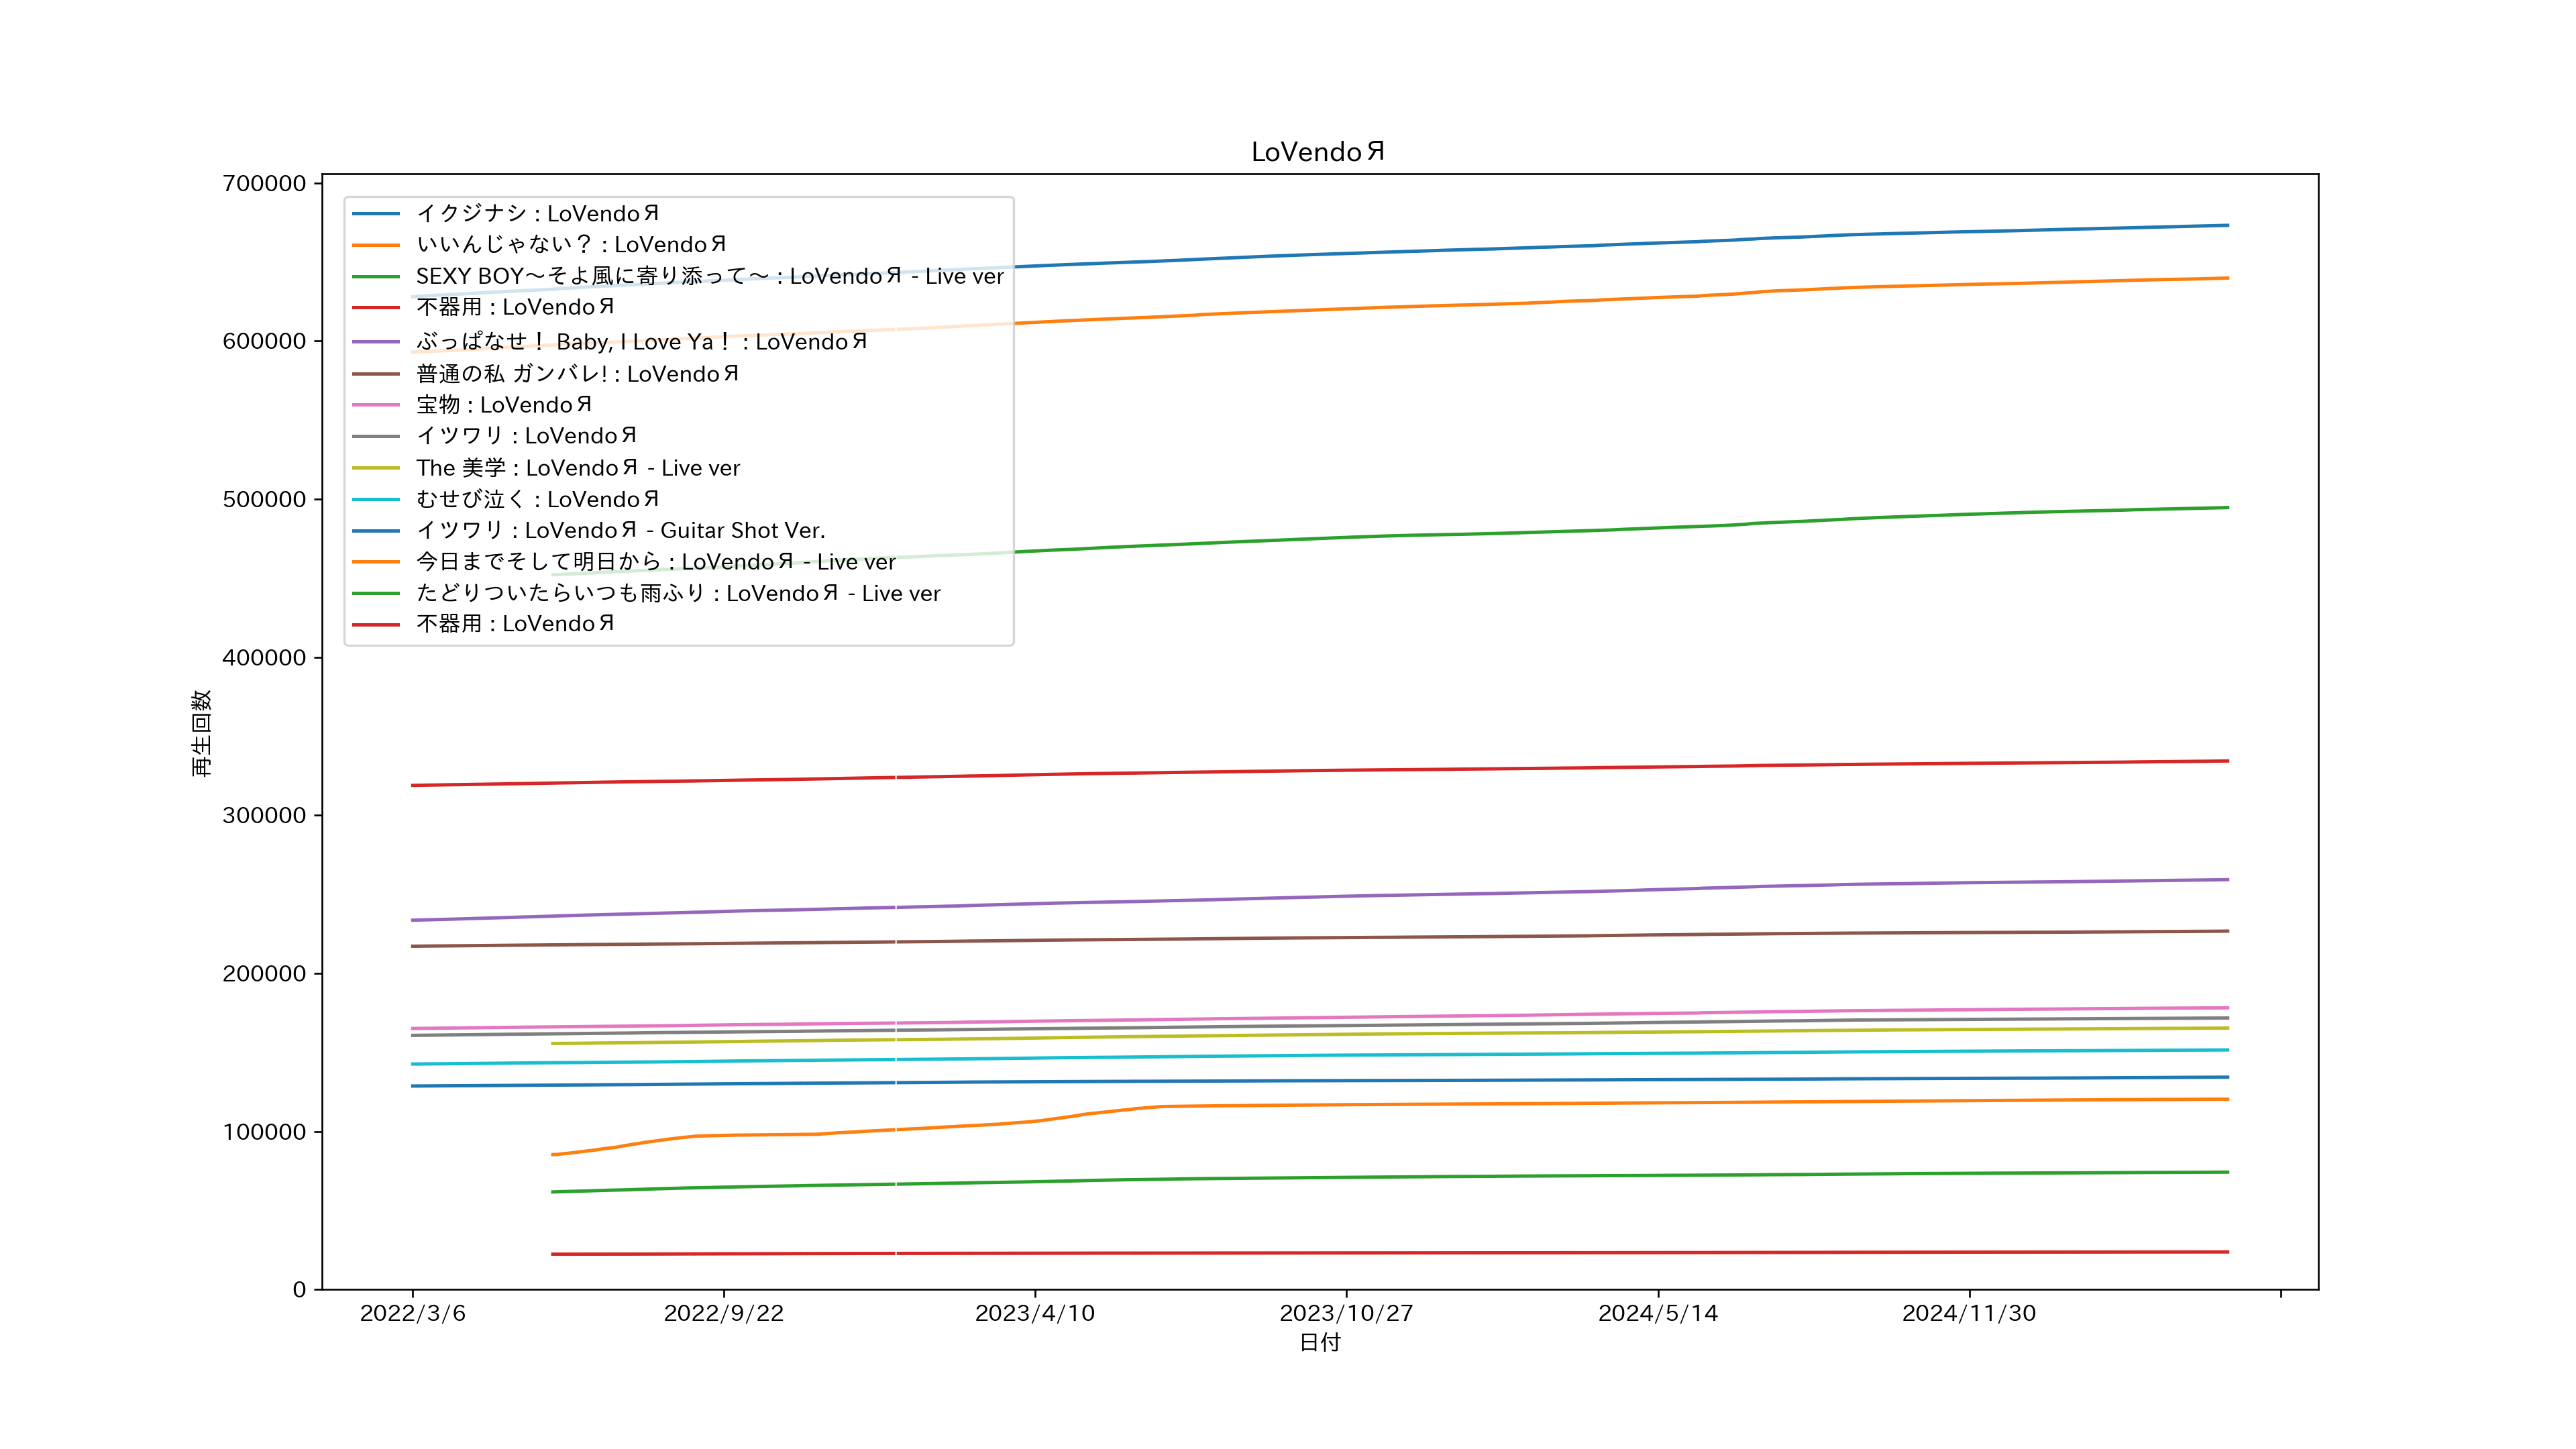 LoVendoЯ
700000
600000
500000
400000
300000
200000
100000
0
再生回数
イクジナシ : LoVendoЯ
いいんじゃない？ : LoVendoЯ
SEXY BOY～そよ風に寄り添って～ : LoVendoЯ - Live ver
不器用 : LoVendoЯ
ぶっぱなせ！ Baby, I Love Ya！ : LoVendoЯ
普通の私 ガンバレ! : LoVendoЯ
宝物 : LoVendoЯ
イツワリ : LoVendoЯ
The 美学 : LoVendoЯ - Live ver
むせび泣く : LoVendoЯ
イツワリ : LoVendoЯ - Guitar Shot Ver.
今日までそして明日から : LoVendoЯ - Live ver
たどりついたらいつも雨ふり : LoVendoЯ - Live ver
不器用 : LoVendoЯ
2022/3/6 2022/9/22 2023/4/10 2023/10/27 2024/5/14 2024/11/30
日付